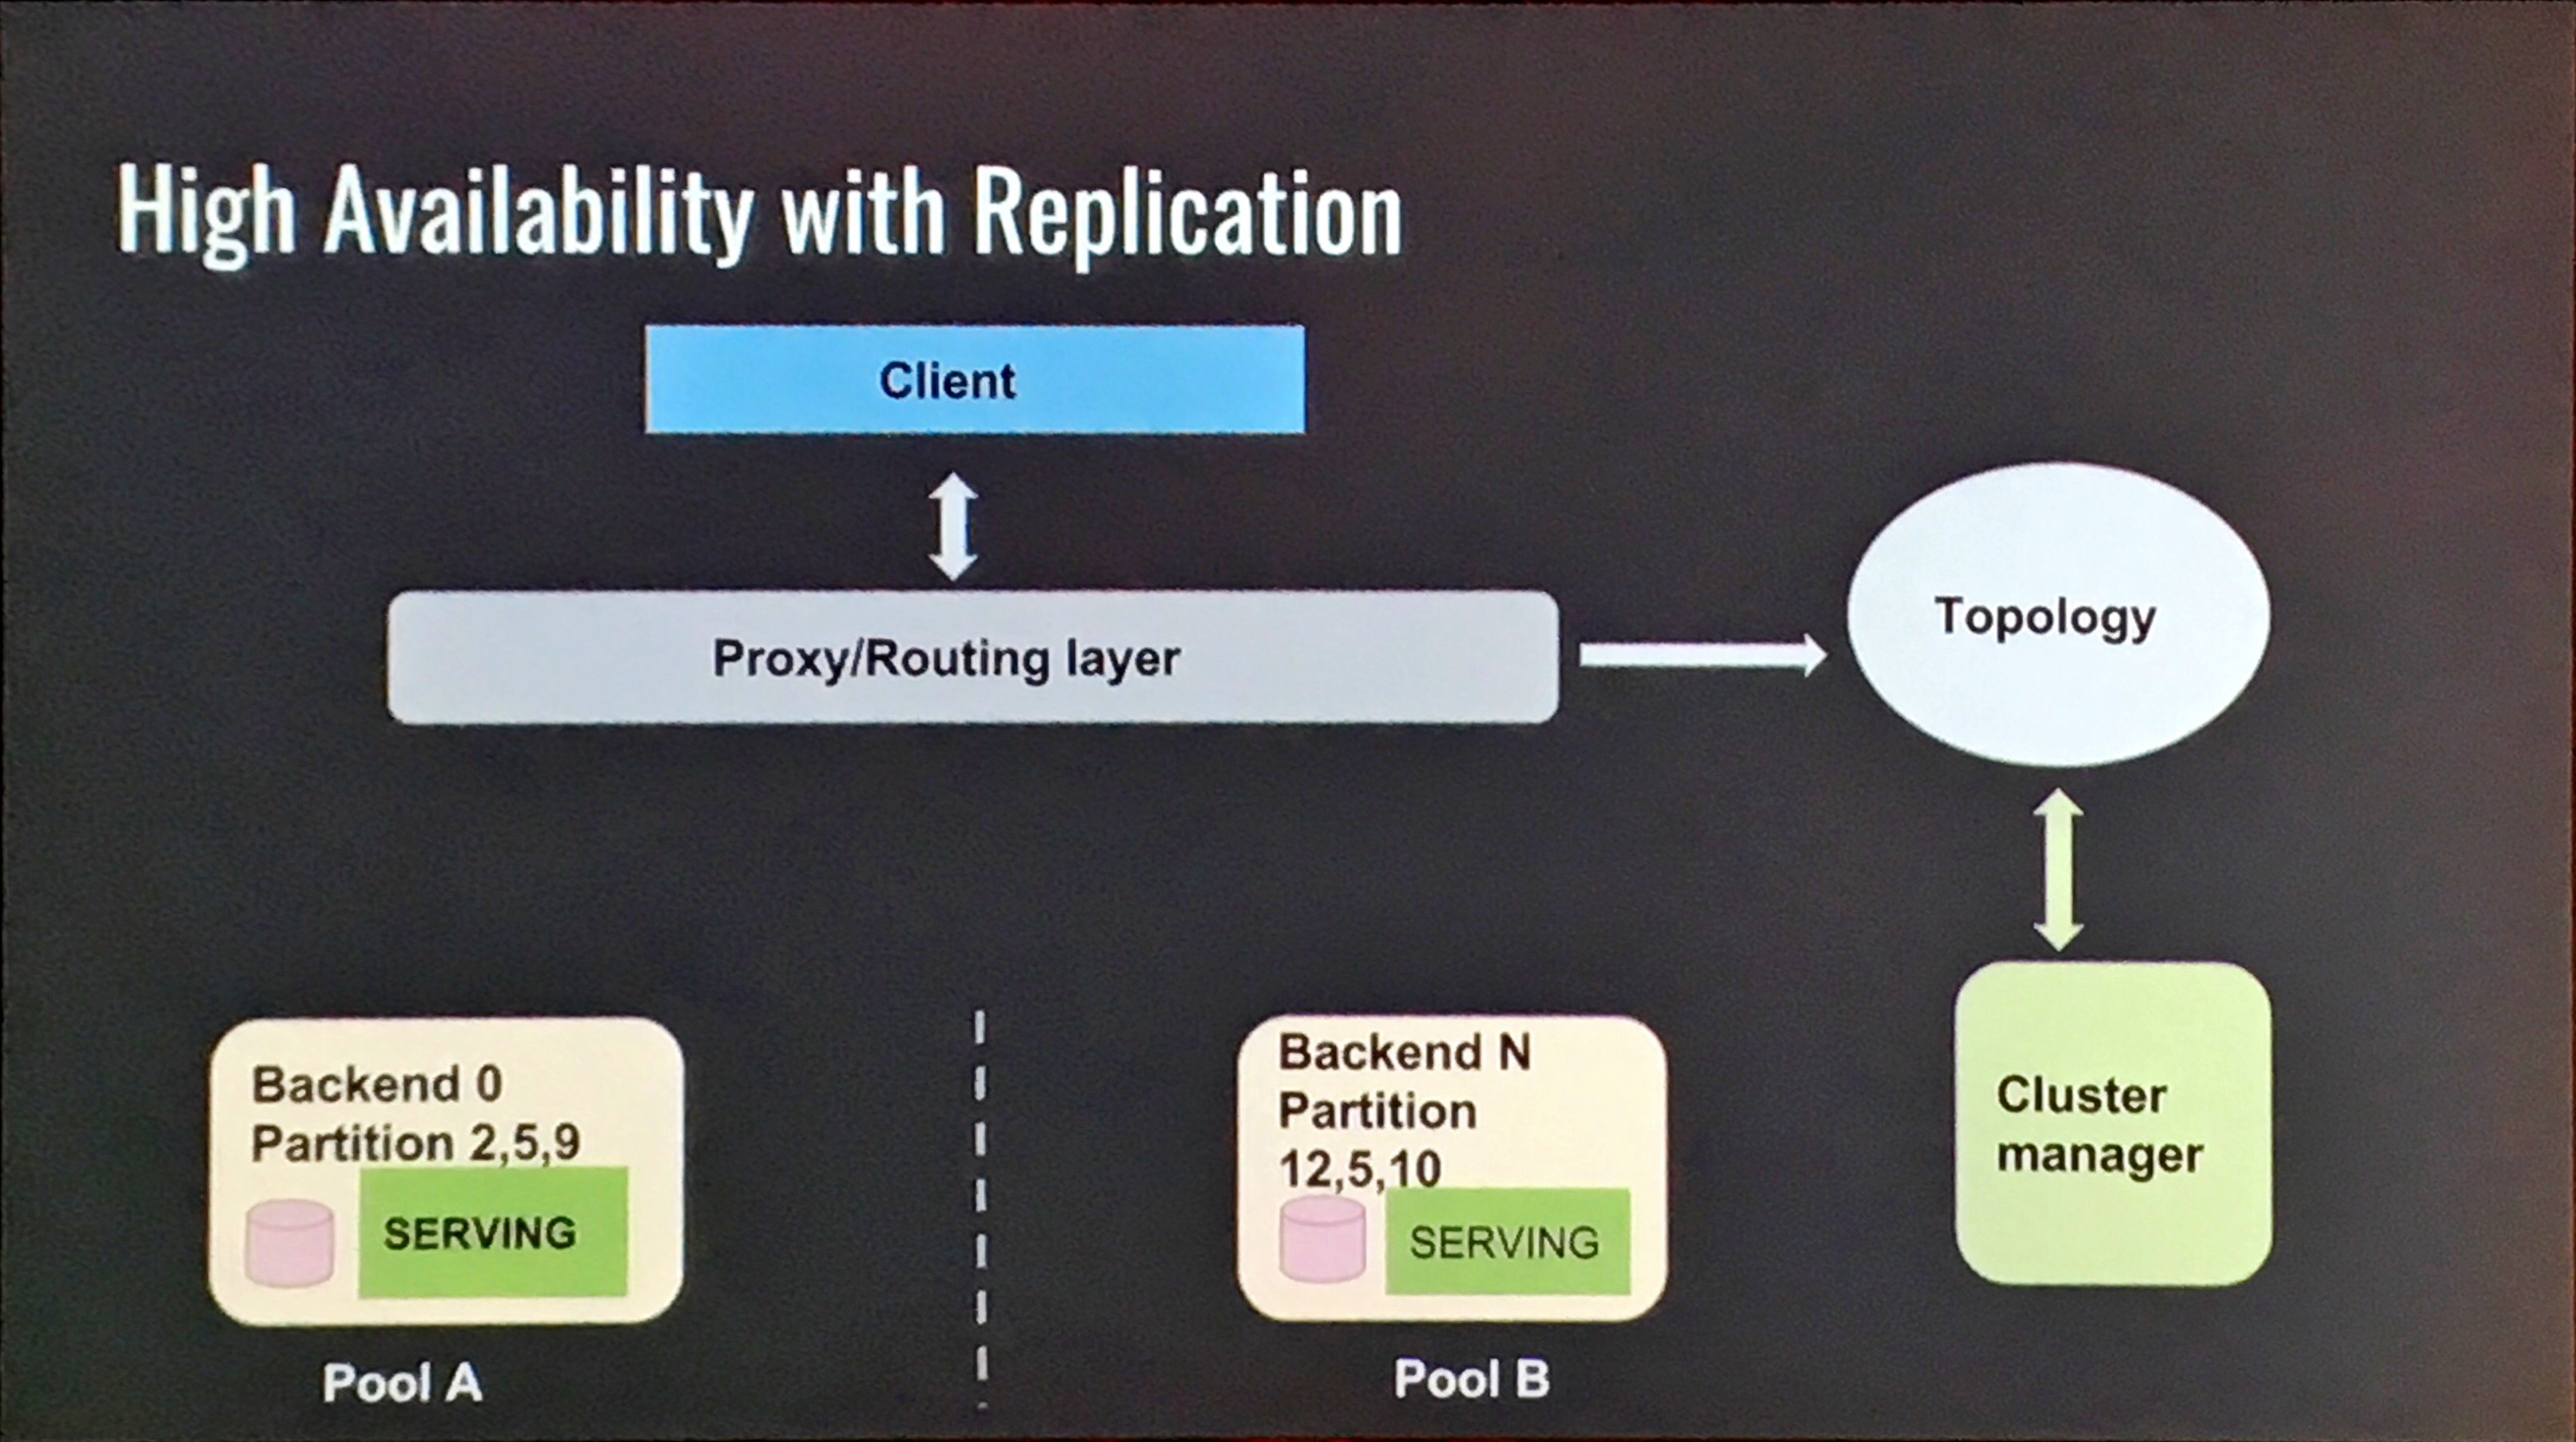 High Availability with Replication
Client
Proxy/Routing layer
Topology
Backend 0
Partition 2,5,9
SERVING
Pool A
Backend N
Partition
12,5,10
SERVING
Pool B
Cluster
manager